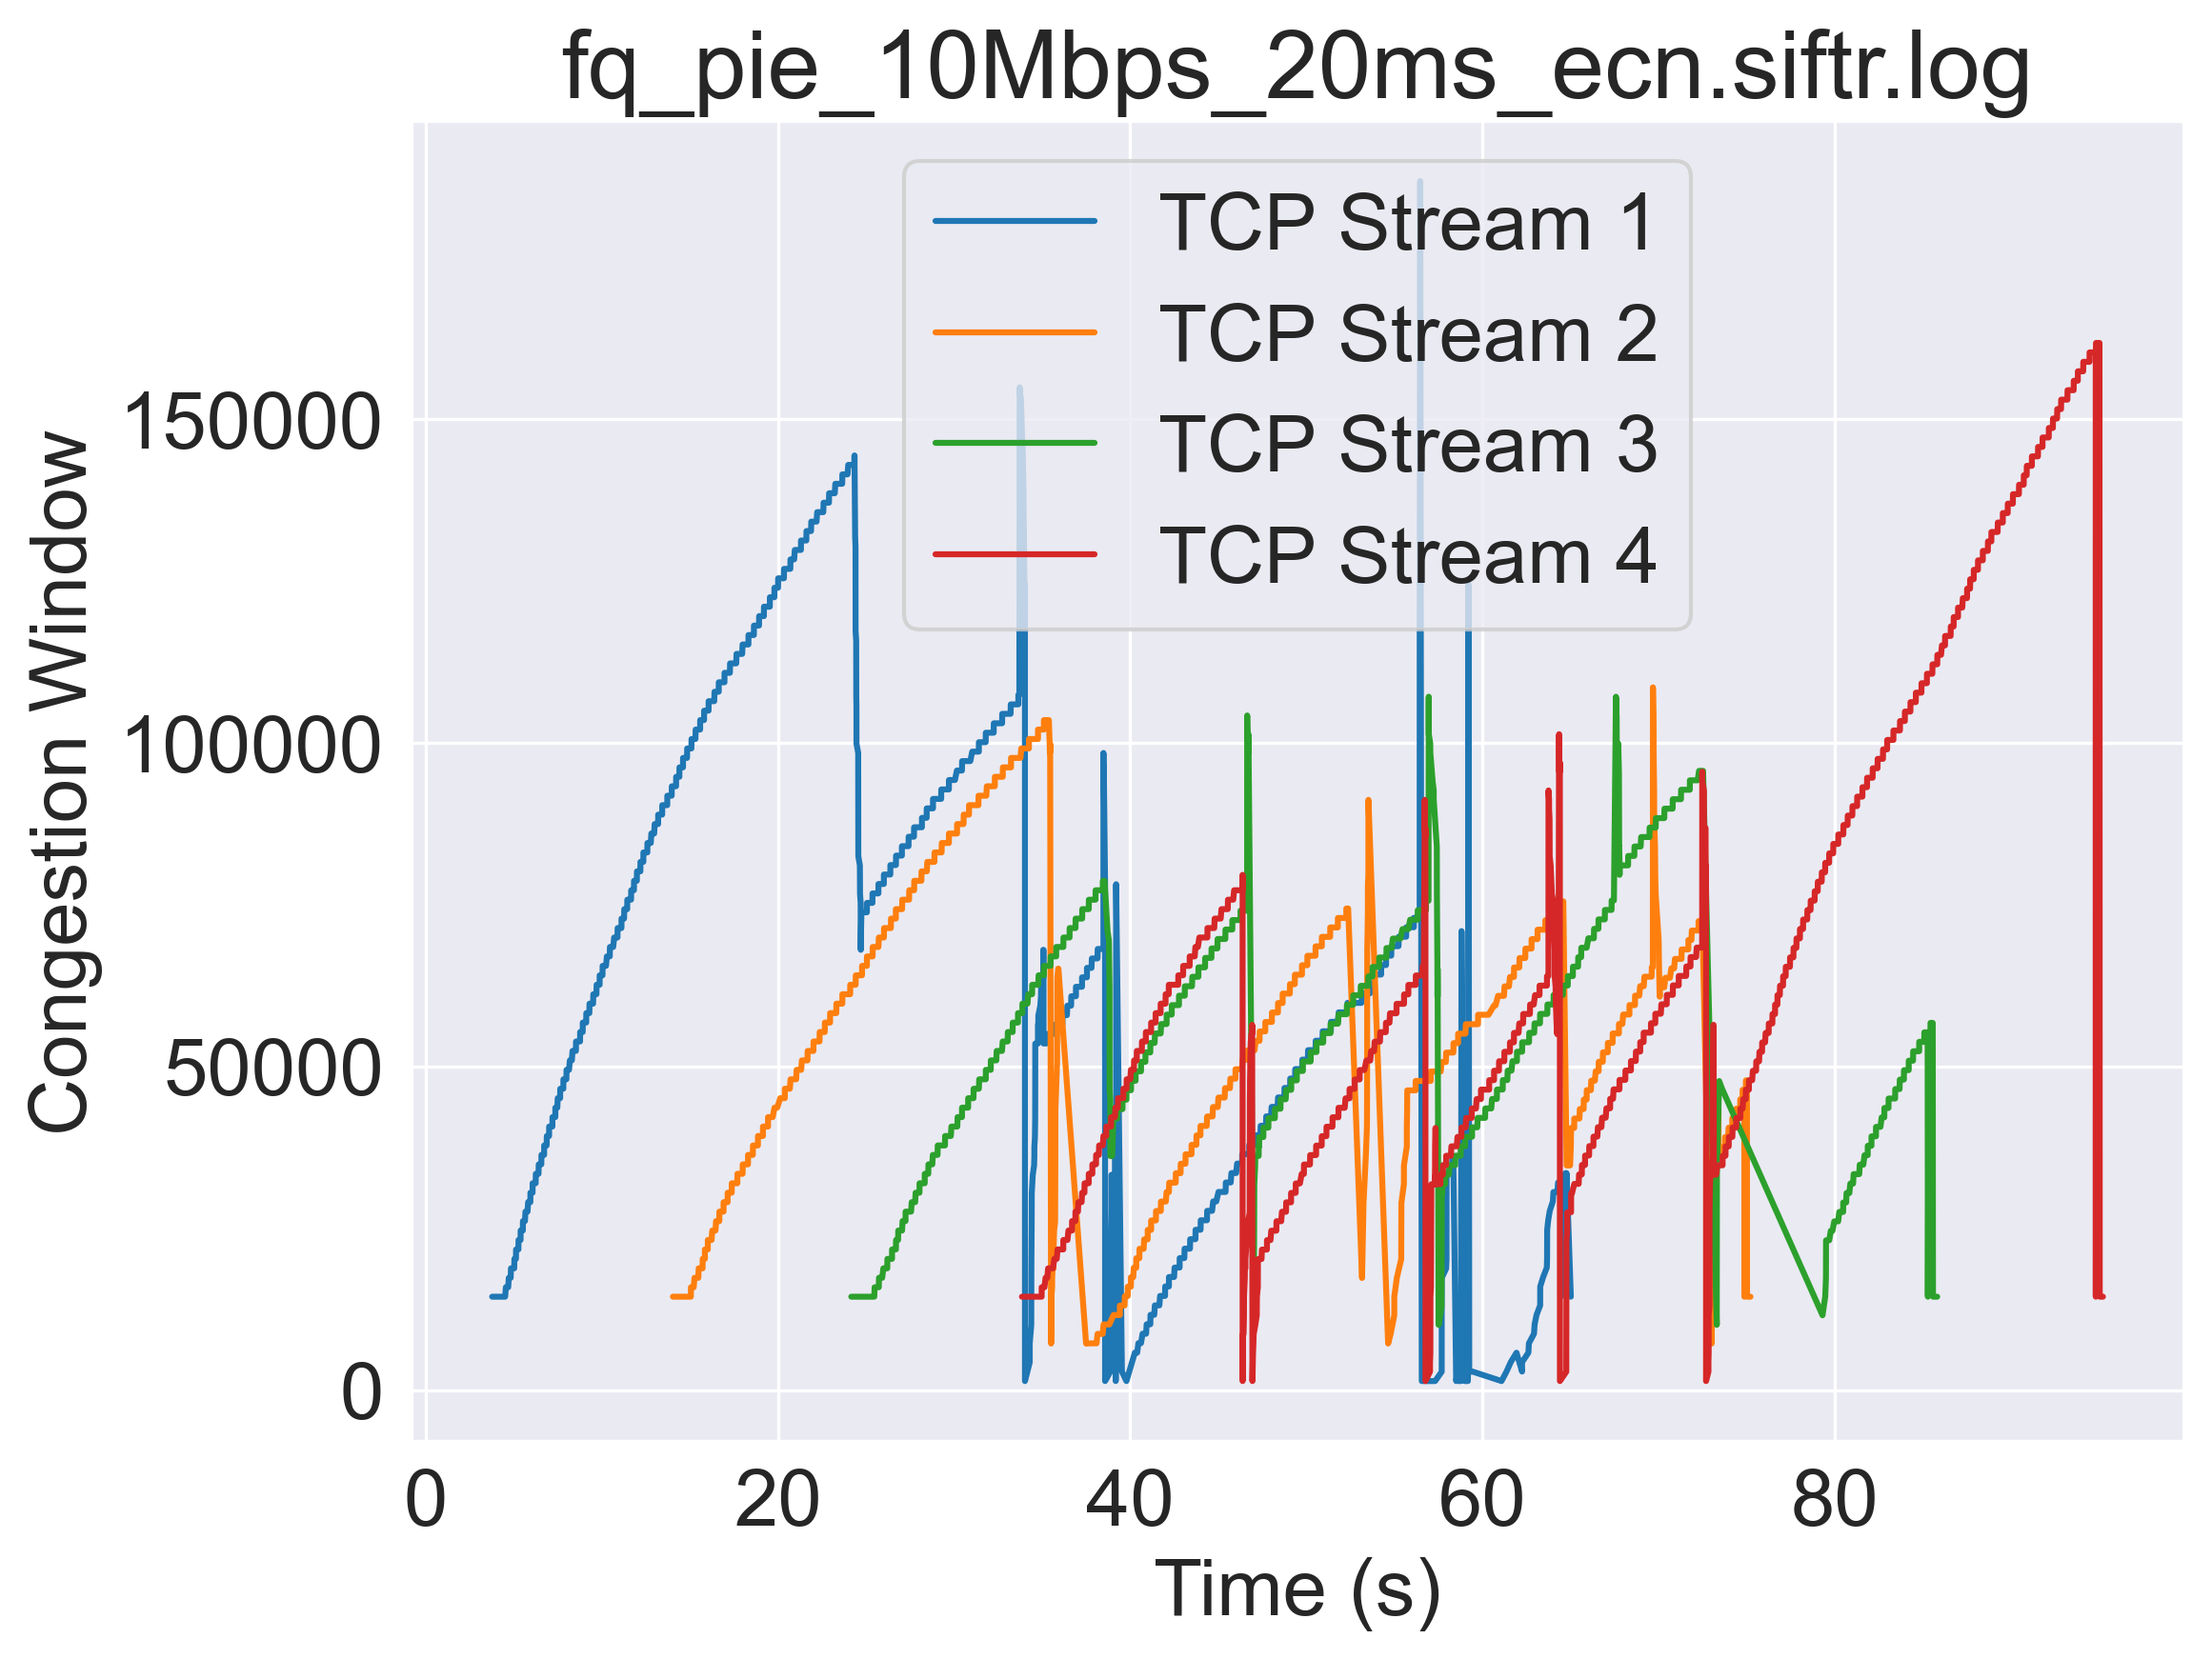 fq_pie_10Mbps_20ms_ecn.siftr.log
TCP Stream 1
TCP Stream 2
TCP Stream 3
TCP Stream 4
Congestion Window
150000
100000
50000
0
0 20 40 60 80
Time (s)